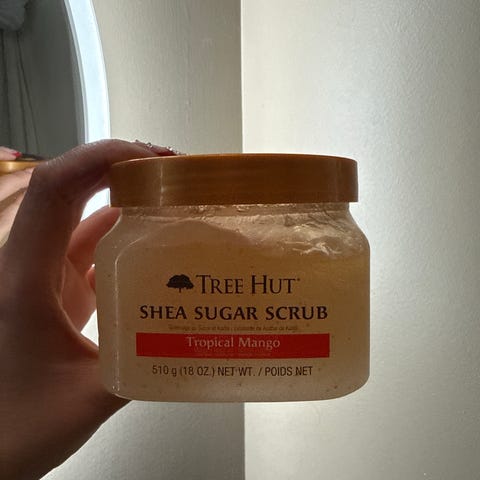 TREE HUT®
SHEA SUGAR SCRUB
Tropical Mango
510 g (18 OZ.) NET WT. / POIDS NET